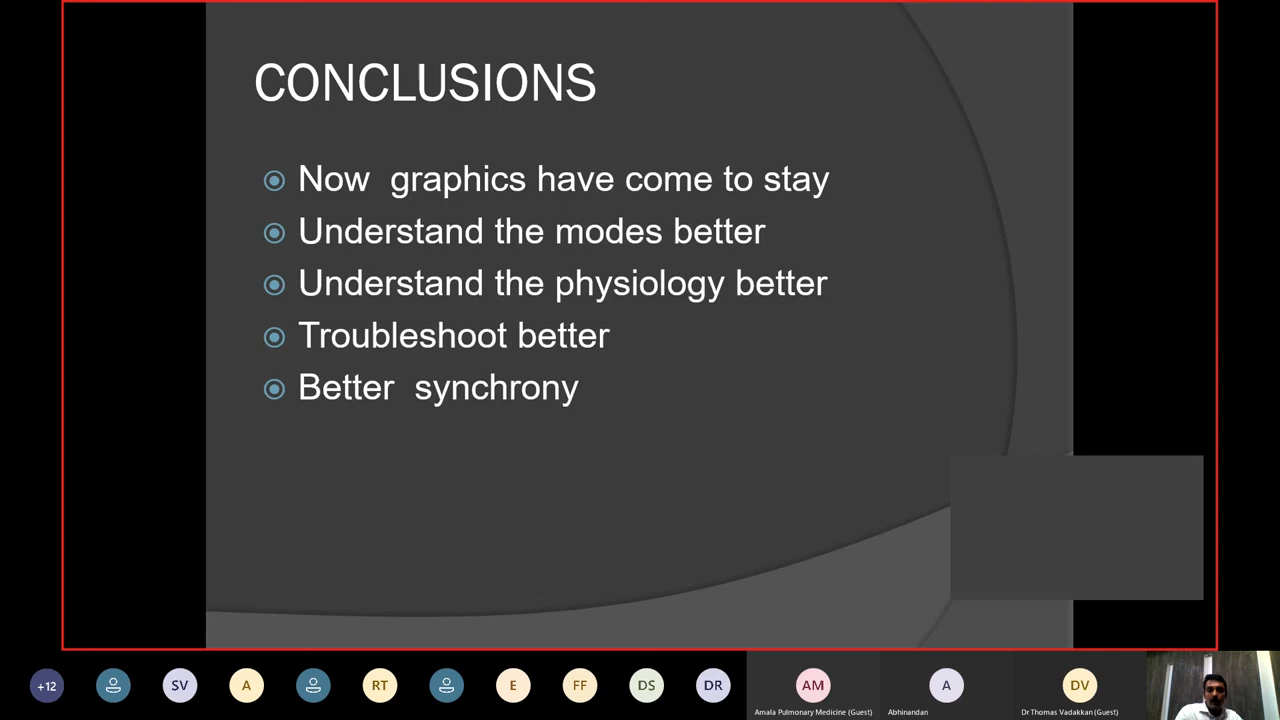 CONCLUSIONS
Now graphics have come to stay
Understand the modes better
Understand the physiology better
Troubleshoot better
Better synchrony
+12
SV
A
RT
E
FF
DS
DR
AM
A
DV
Amala Pulmonary Medicine (Guest)
Abhinandan
Dr Thomas Vadakkan (Guest)